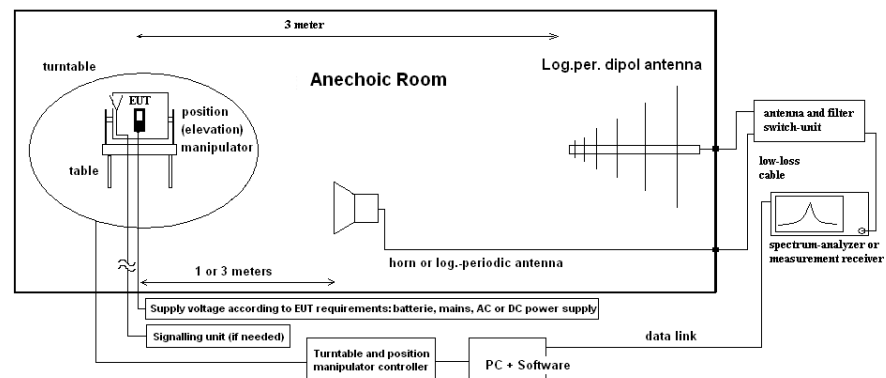 3 meter
turntable
Anechoic Room
Log.per. dipol antenna
EUT
position
(elevation)
manipulator
table
antenna and filter
switch-unit
low-loss
cable
spectrum-analyzer or
measurement receiver
horn or log.-periodic antenna
1 or 3 meters
Supply voltage according to EUT requirements: batterie, mains, AC or DC power supply
Signalling unit (if needed)
data link
Turntable and position
manipulator controller
PC + Software